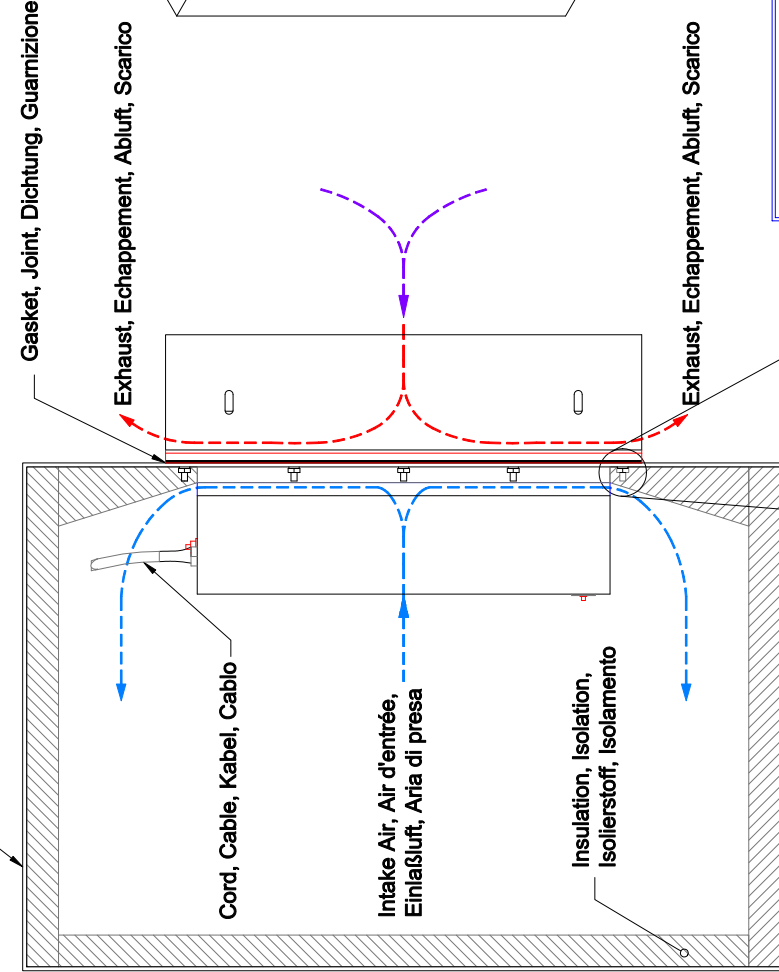 Gasket, Joint, Dichtung, Guarnizione
Exhaust, Echappement, Abluft, Scarico
Cord, Cable, Kabel, Cablo
Intake Air, Air d'entrée,
Einlaßluft, Aria di presa
Insulation, Isolation,
Isolierstoff, Isolamento
Exhaust, Echappement, Abluft, Scarico